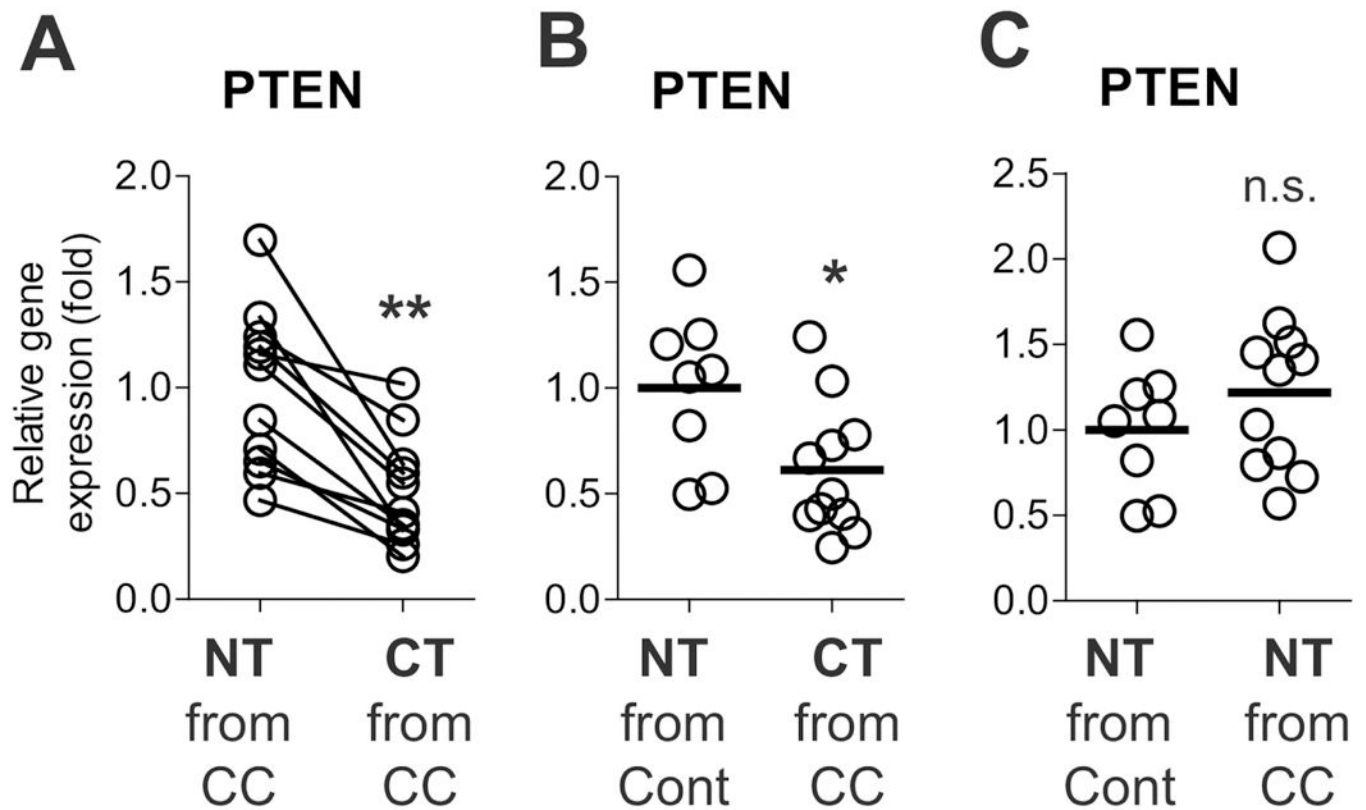 A
B
C
PTEN
PTEN
PTEN
Relative gene
expression (fold)
2.0
1.5
1.0
0.5
0.0
**
NT
from
CC
CT
from
CC
2.0
1.5
1.0
0.5
0.0
*
NT
from
Cont
CT
from
CC
2.5
2.0
1.5
1.0
0.5
0.0
n.s.
NT
from
Cont
NT
from
CC